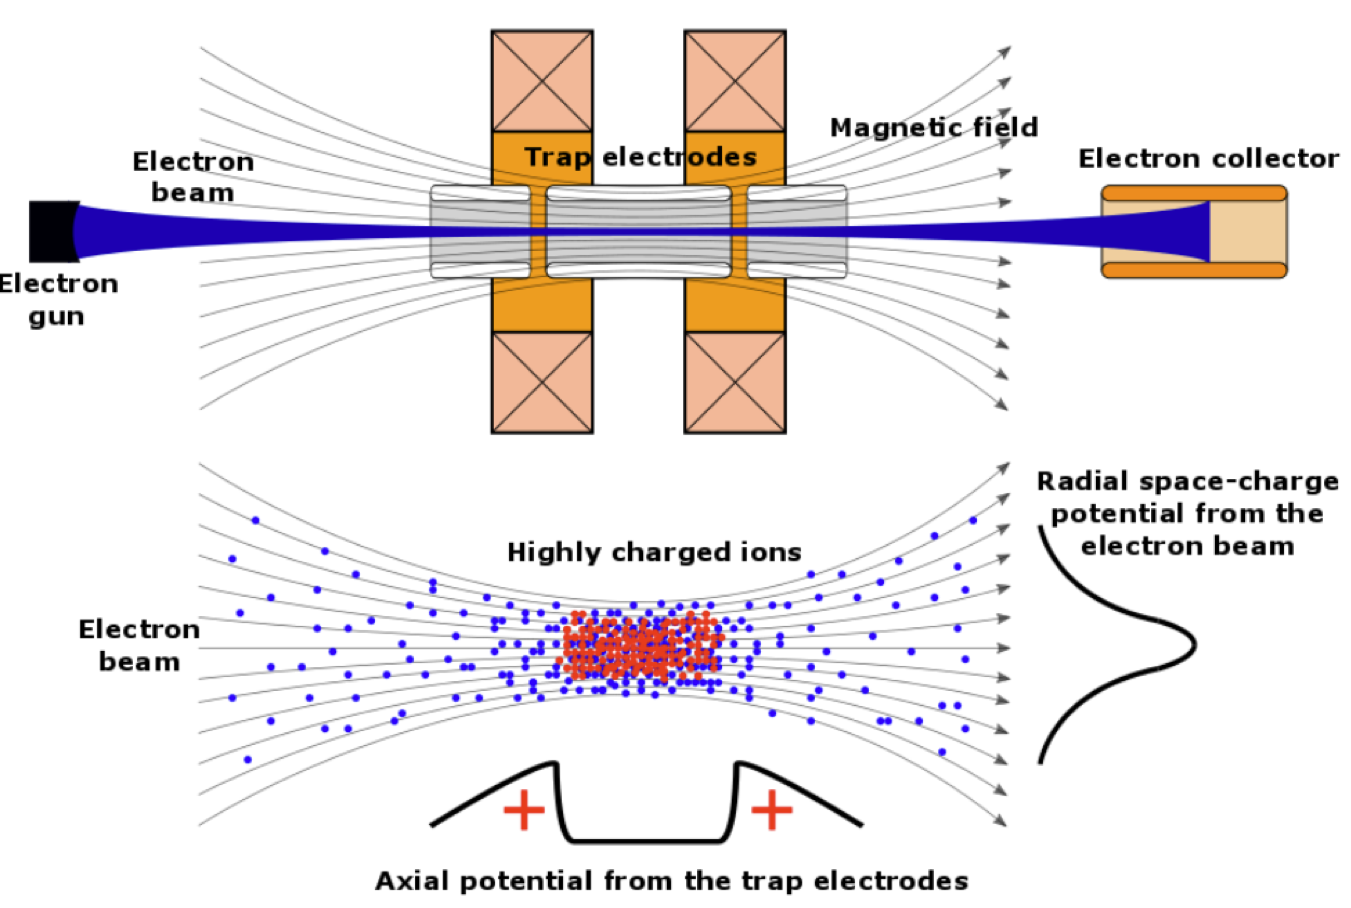 Magnetic field
Trap electrodes
Electron collector
Electron
beam
Electron
gun
Radial space-charge
potential from the
electron beam
Highly charged ions
Electron
beam
+
+
Axial potential from the trap electrodes